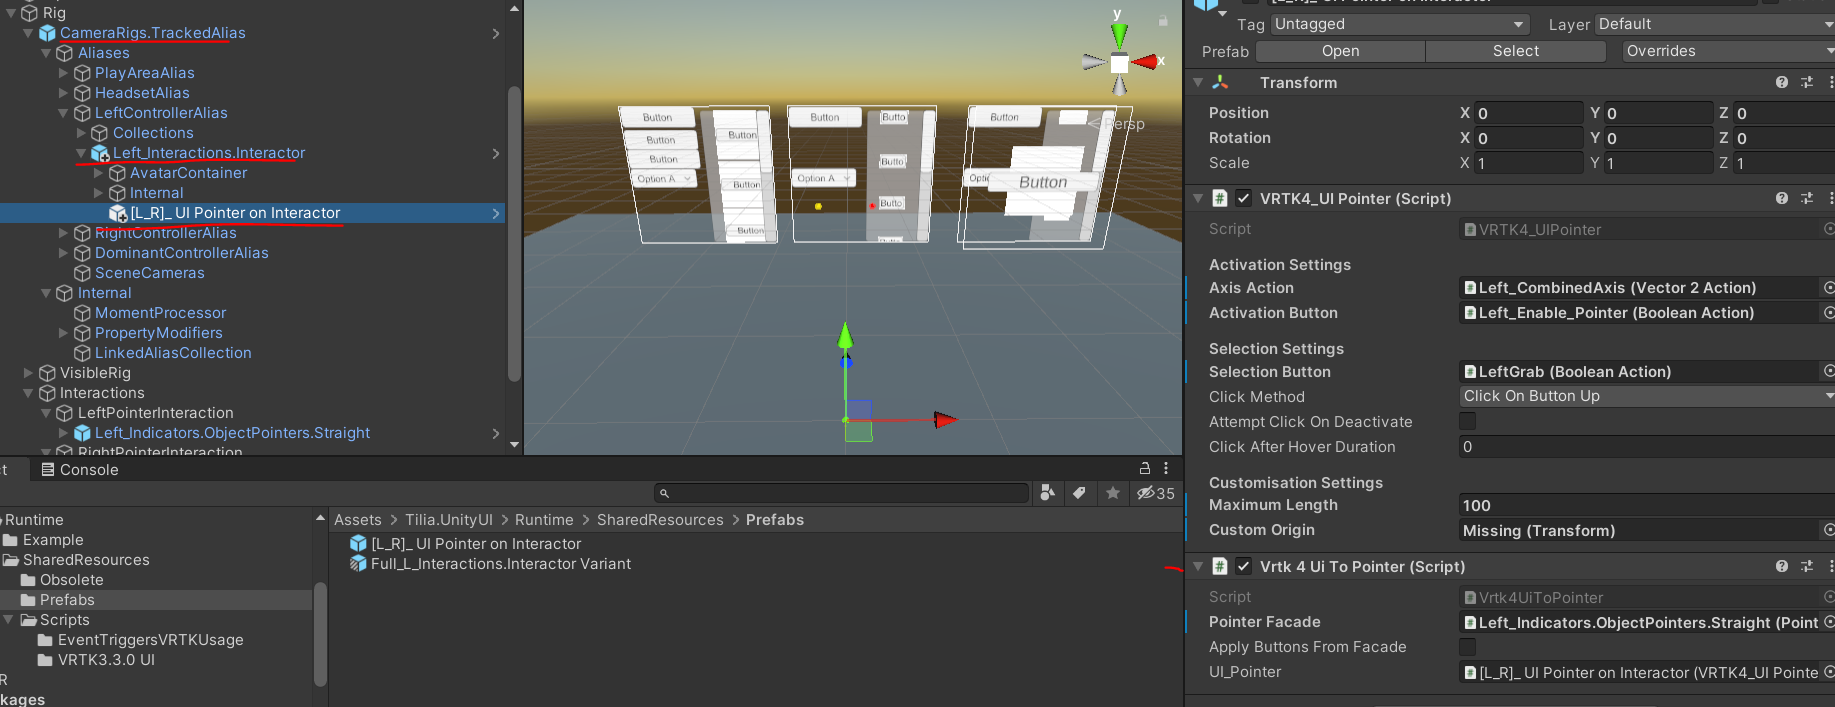 Rig
CameraRigs.TrackedAlias
Aliases
PlayAreaAlias
HeadsetAlias
LeftControllerAlias
Collections
Left_Interactions.Interactor
AvatarContainer
Internal
[L_R]_ UI Pointer on Interactor
RightControllerAlias
DominantControllerAlias
SceneCameras
Internal
MomentProcessor
PropertyModifiers
LinkedAliasCollection
VisibleRig
Interactions
LeftPointerInteraction
Left_Indicators.ObjectPointers.Straight
RightPointerInteraction
y
x
Persp
Button
Button
Button
Option A
Button
Button
Button
Button
Option A
Butto
Butto
Butto
Button
Optio
Button
Tag Untagged
Layer Default
Prefab Open Select Overrides
Transform
Position X 0 Y 0 Z 0
Rotation X 0 Y 0 Z 0
Scale X 1 Y 1 Z 1
VRTK4_UI Pointer (Script)
Script VRTK4_UIPointer
Activation Settings
Axis Action Left_CombinedAxis (Vector 2 Action)
Activation Button Left_Enable_Pointer (Boolean Action)
Selection Settings
Selection Button LeftGrab (Boolean Action)
Click Method Click On Button Up
Attempt Click On Deactivate
Click After Hover Duration 0
Customisation Settings
Maximum Length 100
Custom Origin Missing (Transform)
Vrtk 4 Ui To Pointer (Script)
Script Vrtk4UiToPointer
Pointer Facade Left_Indicators.ObjectPointers.Straight (Point
Apply Buttons From Facade
UI_Pointer [L_R]_ UI Pointer on Interactor (VRTK4_UI Pointe
ct Console
35
Runtime
Example
SharedResources
Obsolete
Prefabs
Scripts
EventTriggersVRTKUsage
VRTK3.3.0 UI
R
kages
Assets > Tilia.UnityUI > Runtime > SharedResources > Prefabs
[L_R]_ UI Pointer on Interactor
Full_L_Interactions.Interactor Variant